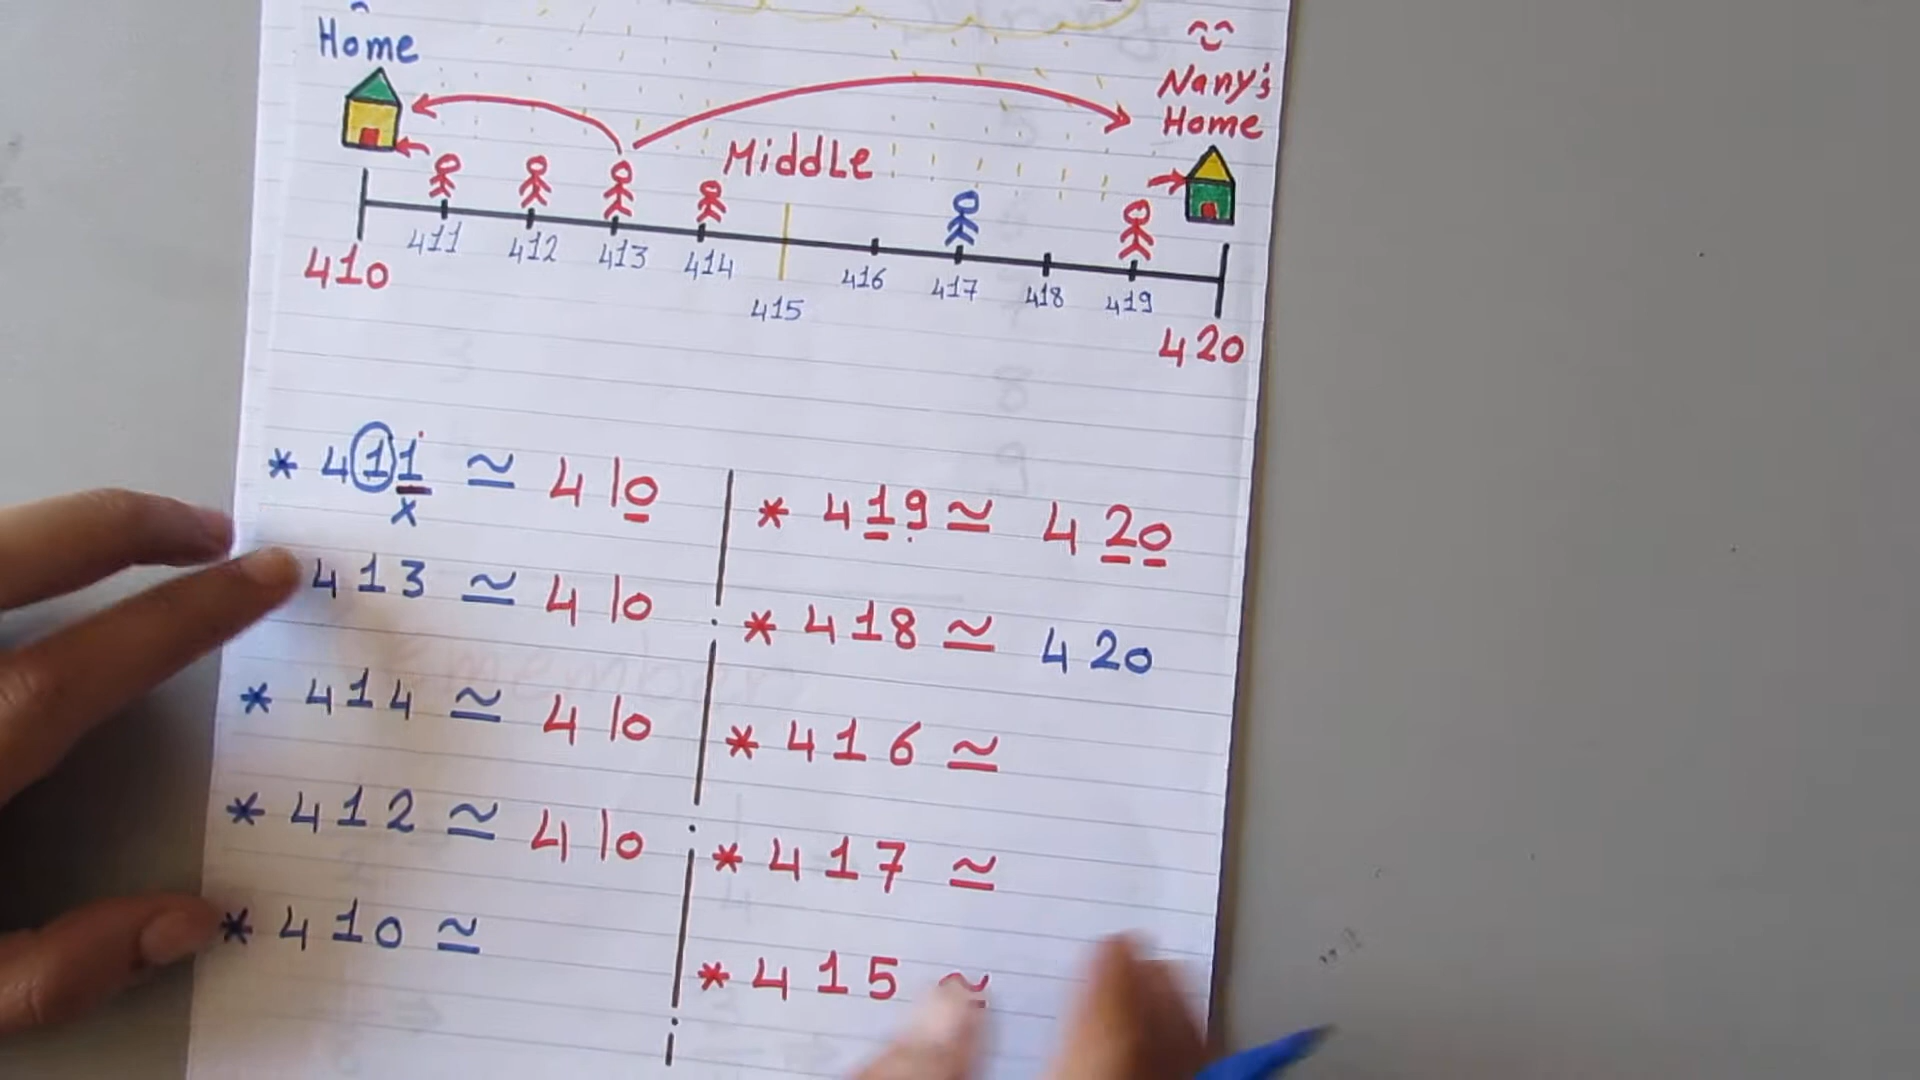 Home
Nany's
Home
Middle
410 411 412 413 414 415 416 417 418 419 420
* 411 ≃ 410
x
413 ≃ 410
* 414 ≃ 410
* 412 ≃ 410
* 410 ≃
* 419 ≃ 420
* 418 ≃ 420
* 416 ≃
* 417 ≃
* 415 ≃